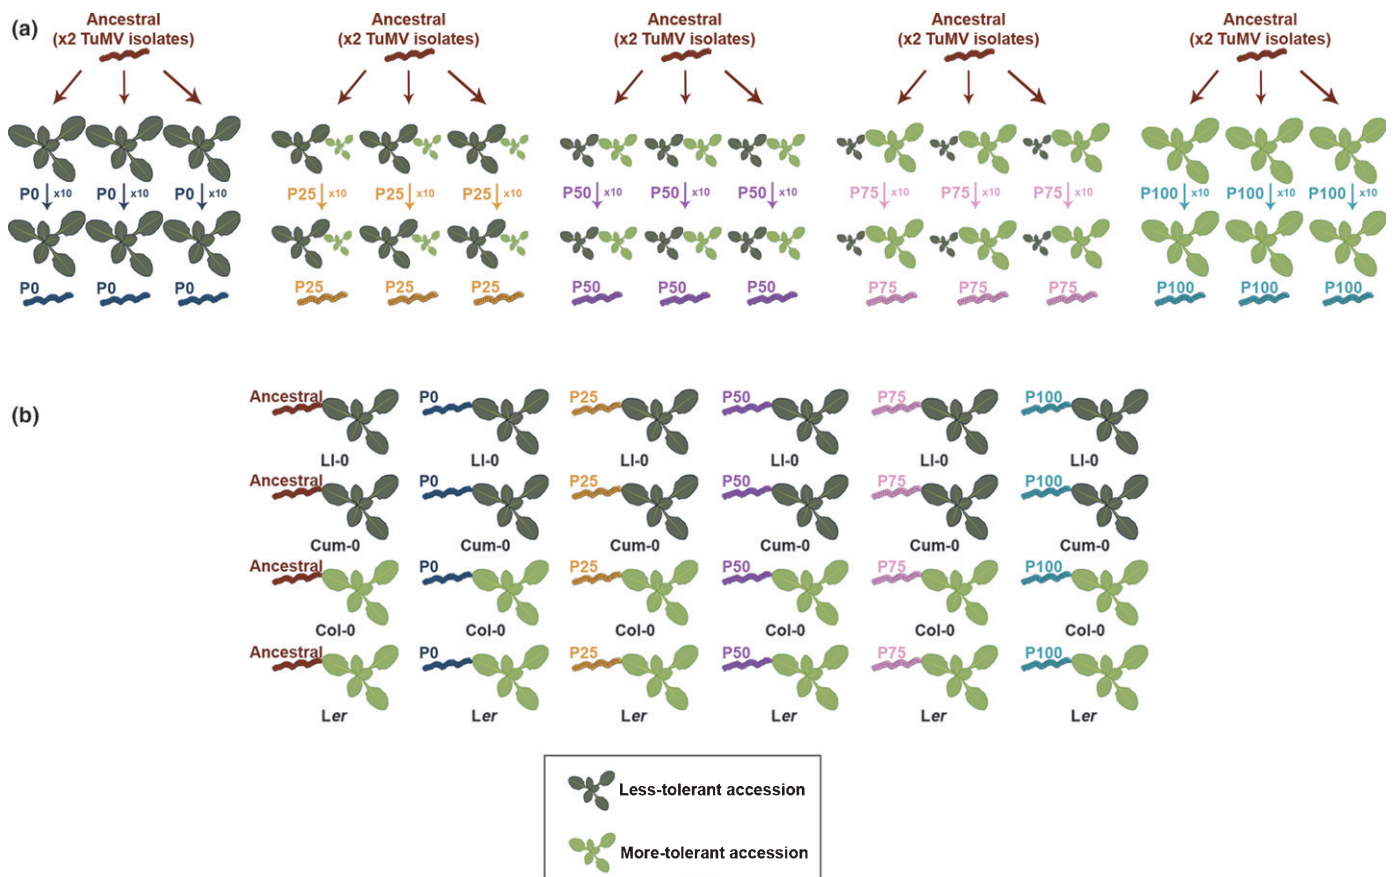 (a)
Ancestral Ancestral Ancestral Ancestral Ancestral
(x2 TuMV isolates) (x2 TuMV isolates) (x2 TuMV isolates) (x2 TuMV isolates) (x2 TuMV isolates)
P0 x10 P0 x10 P0 x10 P25 x10 P25 x10 P25 x10 P50 x10 P50 x10 P50 x10 P75 x10 P75 x10 P75 x10 P100 x10 P100 x10 P100 x10
P0 P0 P0 P25 P25 P25 P50 P50 P50 P75 P75 P75 P100 P100 P100
(b)
Ancestral P0 P25 P50 P75 P100
LI-0 LI-0 LI-0 LI-0 LI-0 LI-0
Ancestral P0 P25 P50 P75 P100
Cum-0 Cum-0 Cum-0 Cum-0 Cum-0 Cum-0
Ancestral P0 P25 P50 P75 P100
Col-0 Col-0 Col-0 Col-0 Col-0 Col-0
Ancestral P0 P25 P50 P75 P100
Ler Ler Ler Ler Ler Ler
Less-tolerant accession
More-tolerant accession